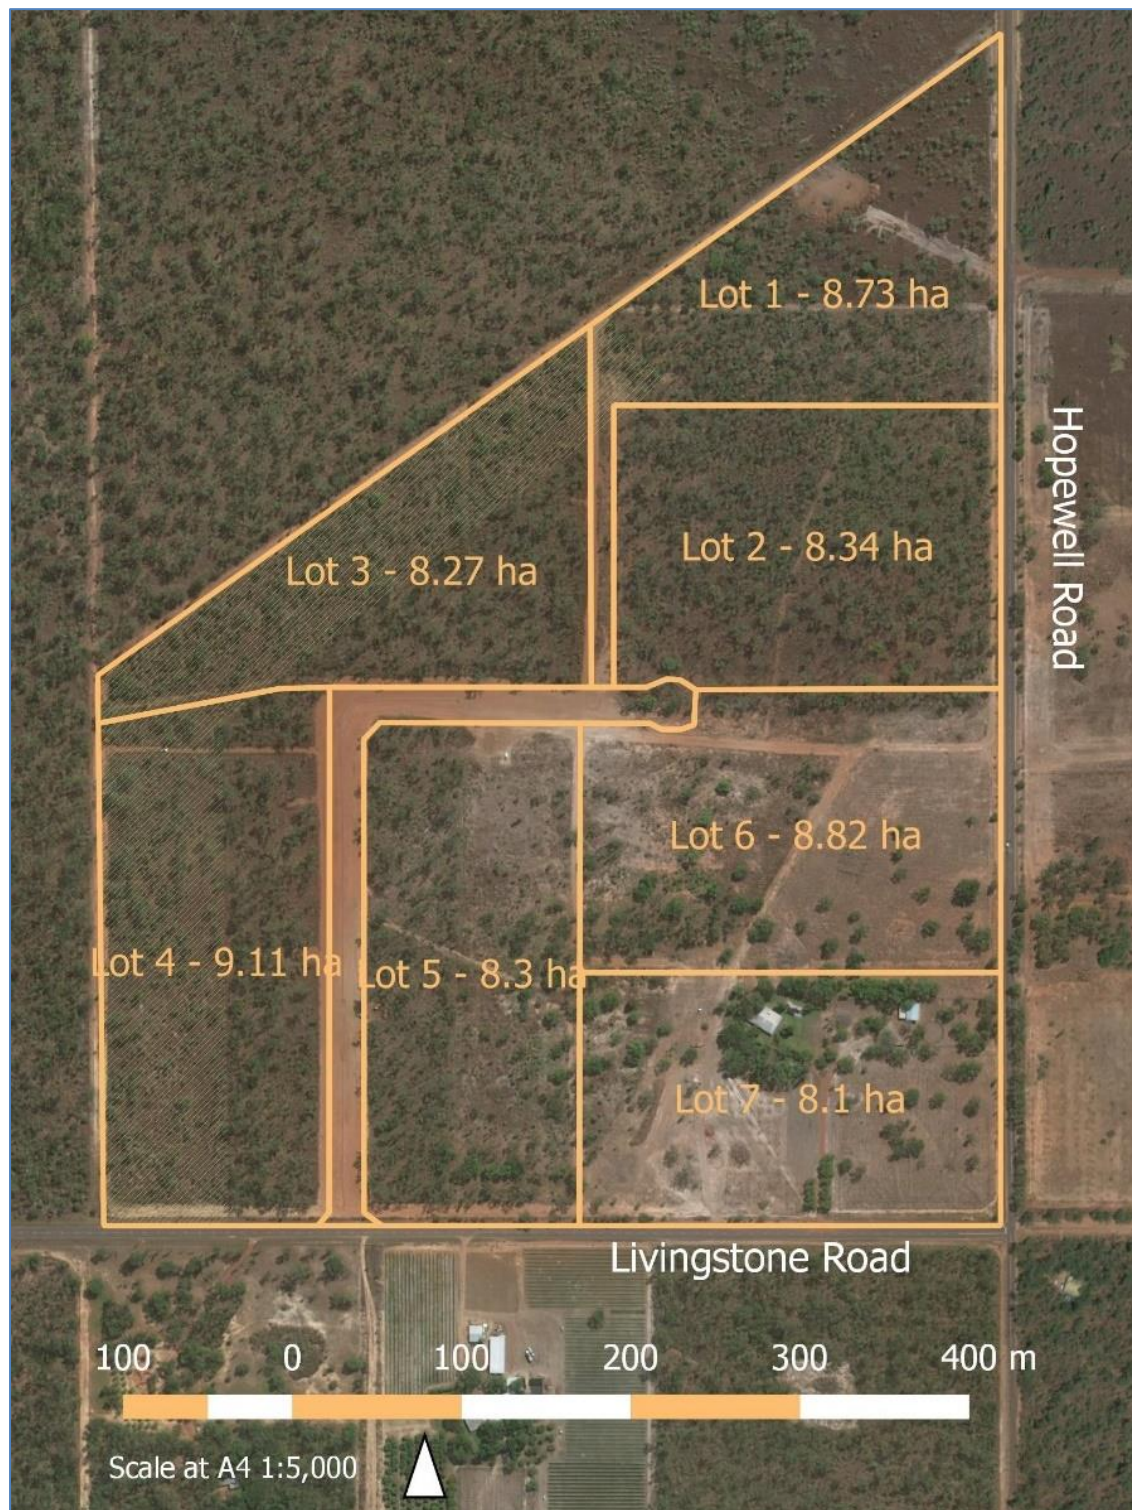 Lot 1 - 8.73 ha
Hopewell Road
Lot 2 - 8.34 ha
Lot 3 - 8.27 ha
Lot 6 - 8.82 ha
Lot 4 - 9.11 ha
Lot 5 - 8.3 ha
Lot 7 - 8.1 ha
Livingstone Road
100 0 100 200 300 400 m
Scale at A4 1:5,000